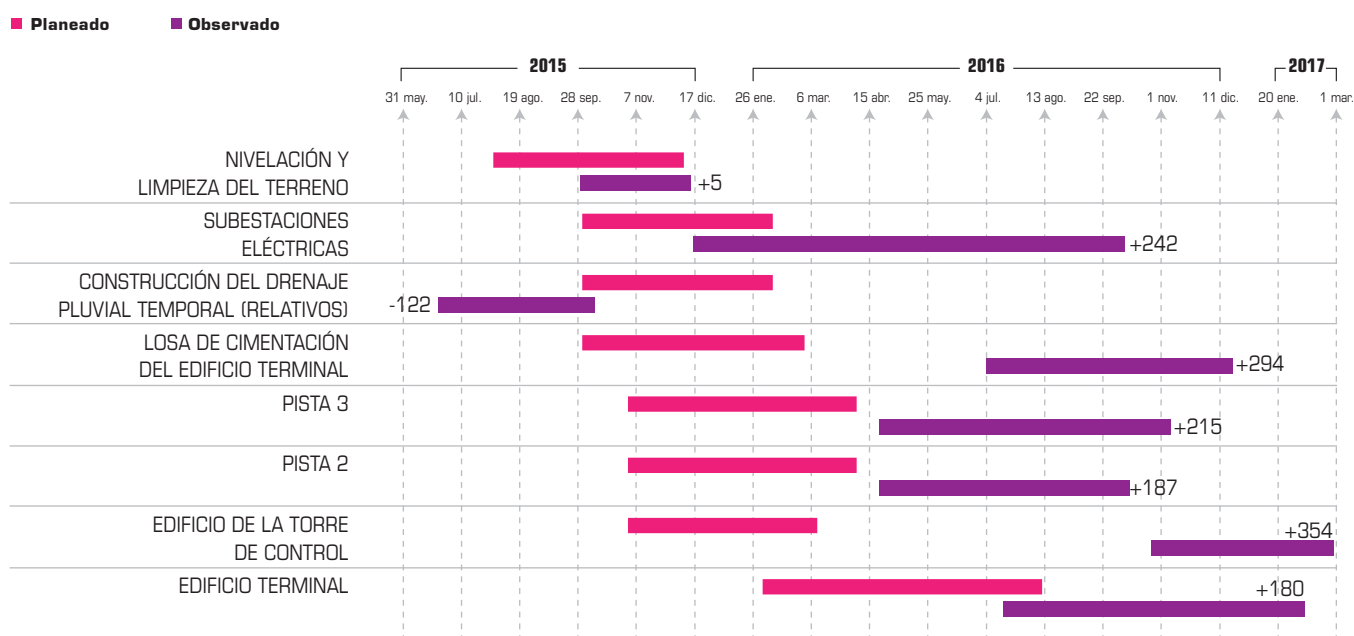 Planeado Observado
2015 2016 2017
31 may. 10 jul. 19 ago. 28 sep. 7 nov. 17 dic. 26 ene. 6 mar. 15 abr. 25 may. 4 jul. 13 ago. 22 sep. 1 nov. 11 dic. 20 ene. 1 mar.
NIVELACIÓN Y
LIMPIEZA DEL TERRENO +5
SUBESTACIONES
ELÉCTRICAS +242
CONSTRUCCIÓN DEL DRENAJE
PLUVIAL TEMPORAL (RELATIVOS) -122
LOSA DE CIMENTACIÓN
DEL EDIFICIO TERMINAL +294
PISTA 3
+215
PISTA 2
+187
EDIFICIO DE LA TORRE
DE CONTROL +354
EDIFICIO TERMINAL
+180